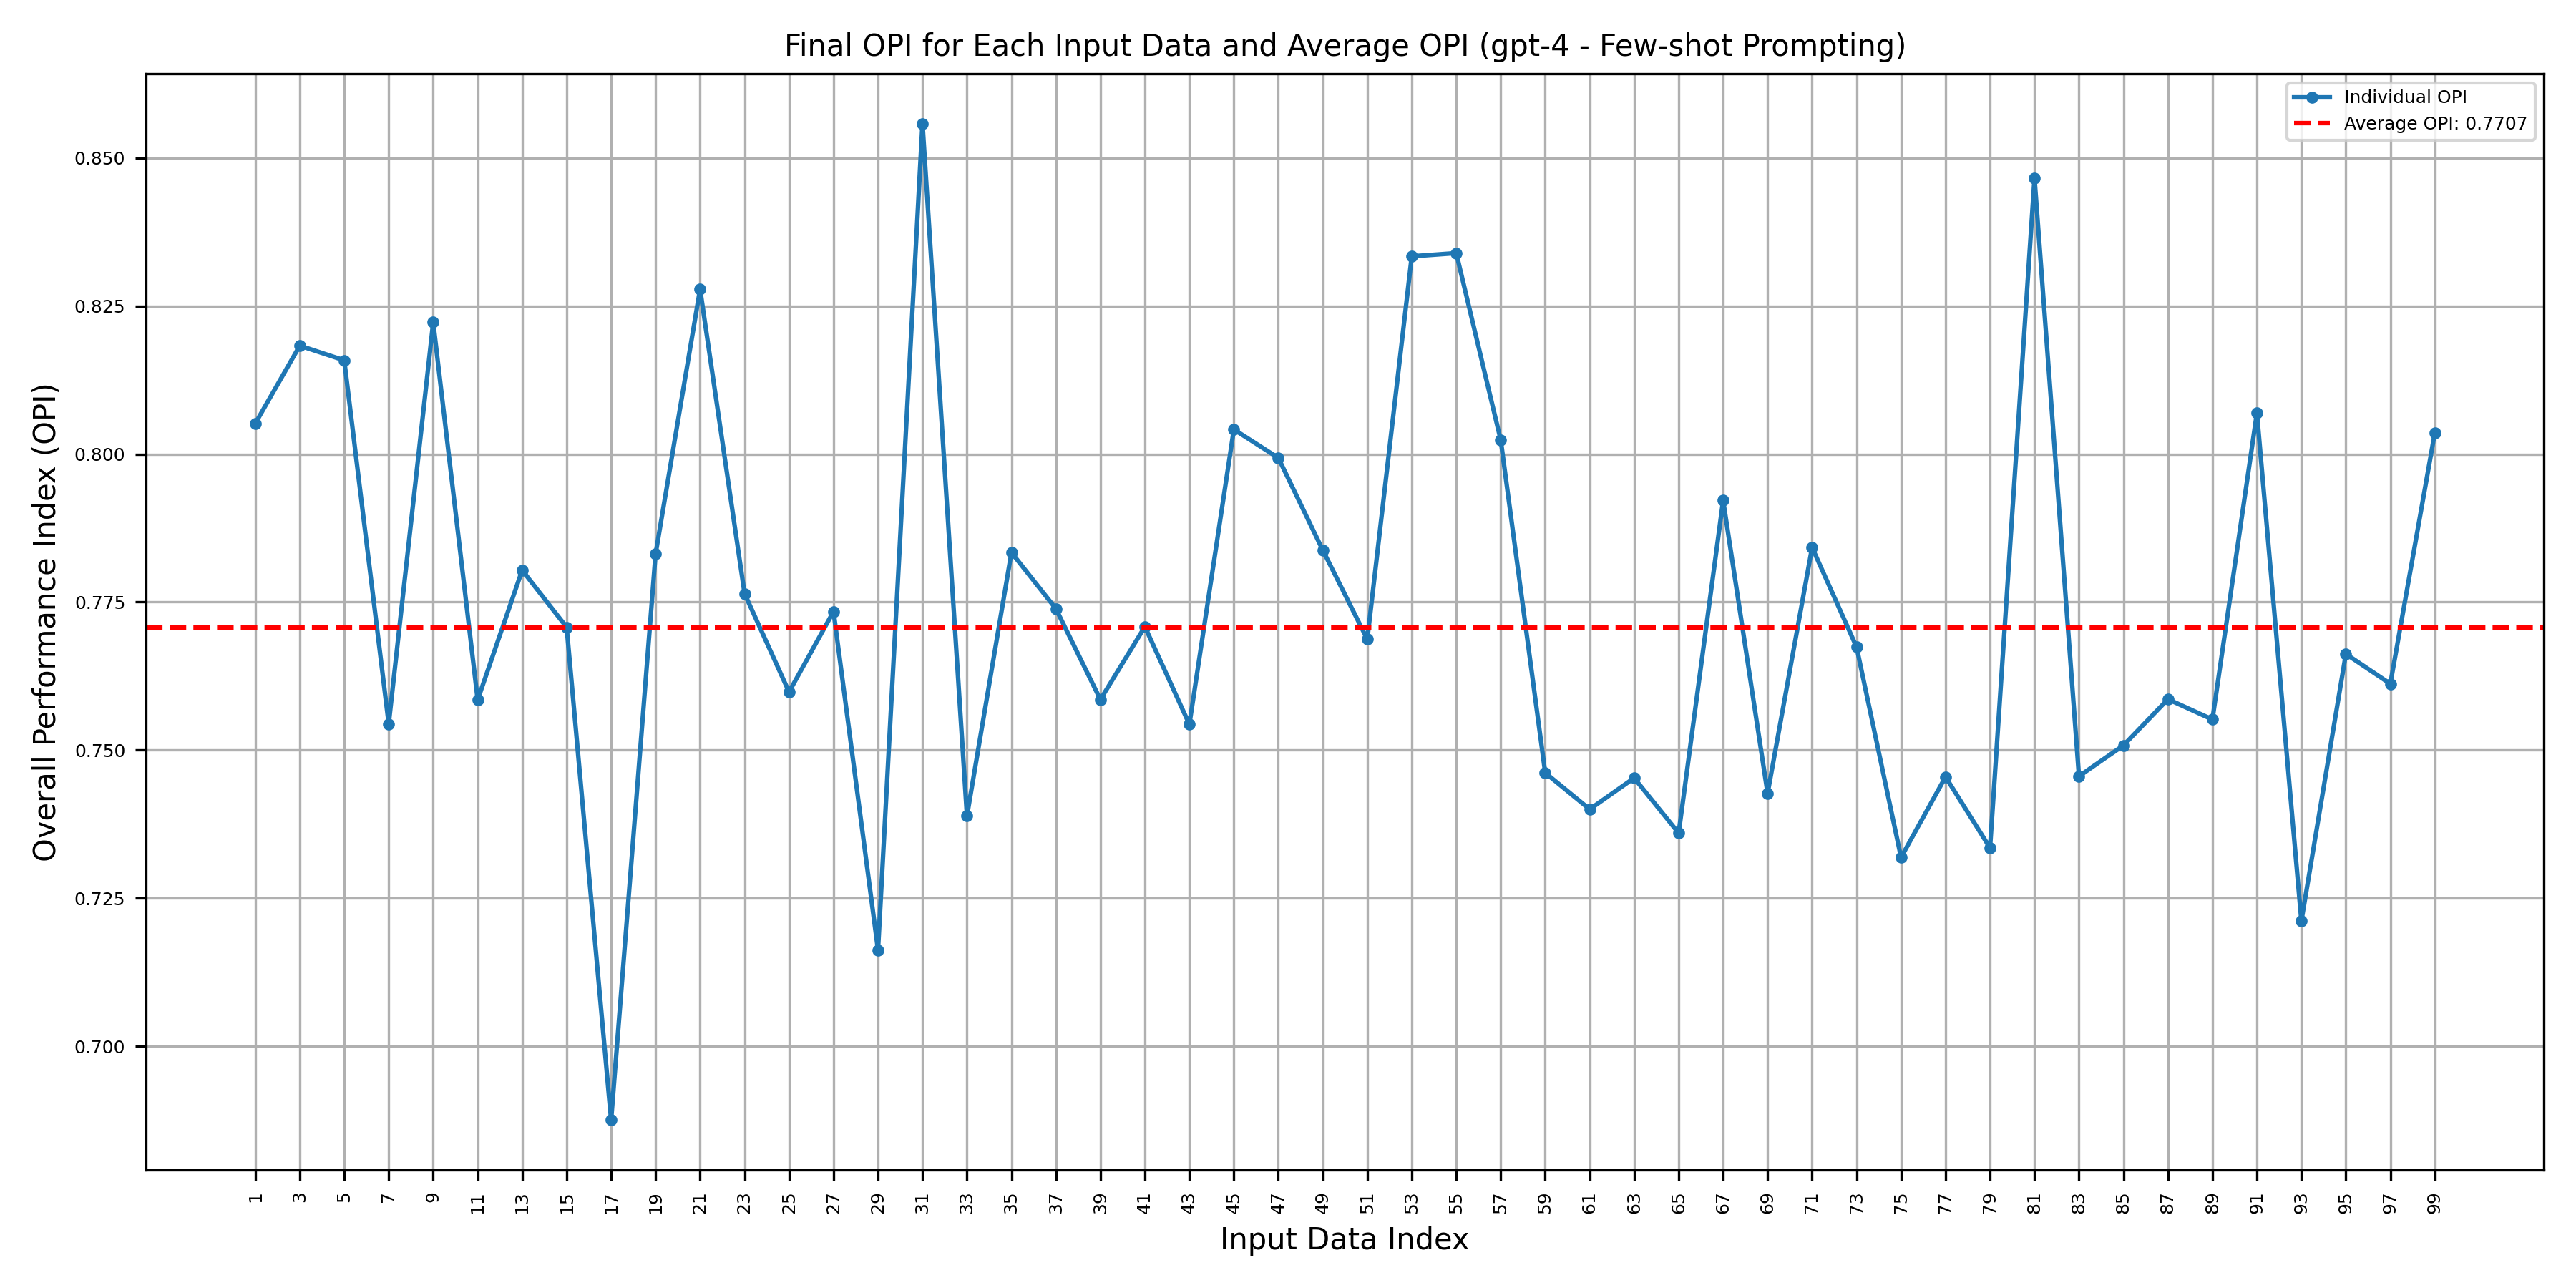 Final OPI for Each Input Data and Average OPI (gpt-4 - Few-shot Prompting)
Individual OPI
Average OPI: 0.7707
Overall Performance Index (OPI)
0.850
0.825
0.800
0.775
0.750
0.725
0.700
1 3 5 7 9 11 13 15 17 19 21 23 25 27 29 31 33 35 37 39 41 43 45 47 49 51 53 55 57 59 61 63 65 67 69 71 73 75 77 79 81 83 85 87 89 91 93 95 97 99
Input Data Index